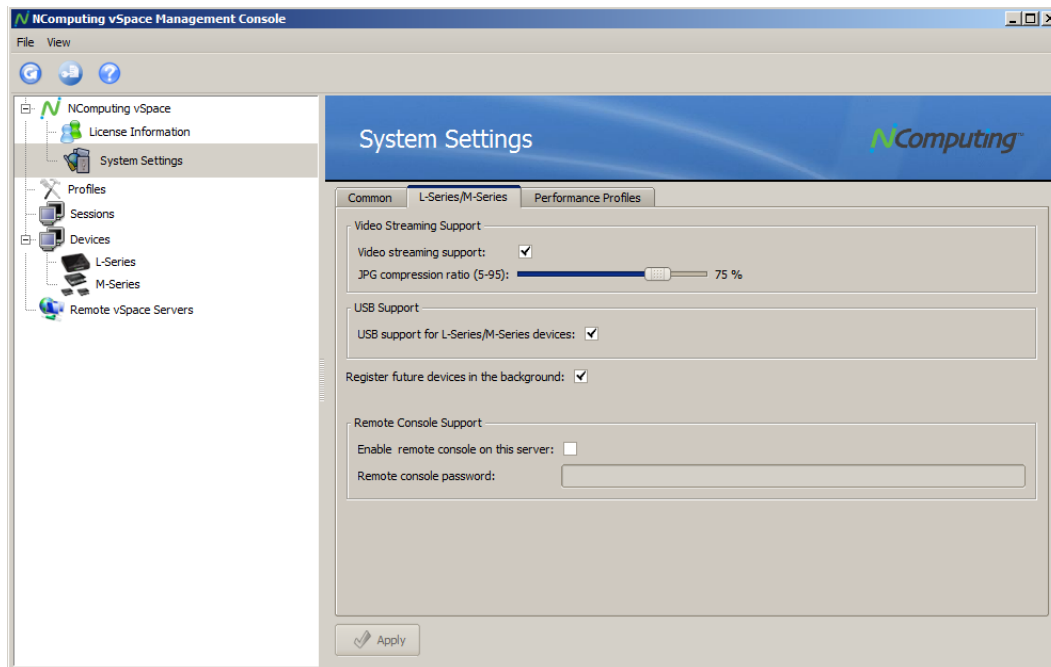 NComputing vSpace Management Console
File View
NComputing vSpace
License Information
System Settings
Profiles
Sessions
Devices
L-Series
M-Series
Remote vSpace Servers
System Settings
NComputing™
Common L-Series/M-Series Performance Profiles
Video Streaming Support
Video streaming support:
JPG compression ratio (5-95): 75 %
USB Support
USB support for L-Series/M-Series devices:
Register future devices in the background:
Remote Console Support
Enable remote console on this server:
Remote console password:
Apply